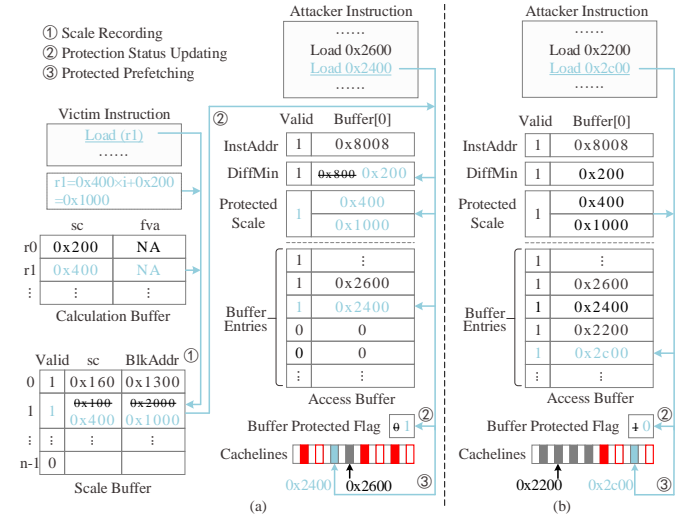 ① Scale Recording
② Protection Status Updating
③ Protected Prefetching
Victim Instruction
Load (r1)
......
r1=0x400×i+0x200
=0x1000
sc fva
r0 0x200 NA
r1 0x400 NA
⋮ ⋮
Calculation Buffer
Valid sc BlkAddr ①
0 1 0x160 0x1300
1 1 0x100 0x2000
0x400 0x1000
⋮ ⋮ ⋮ ⋮
n-1 0
Scale Buffer
Attacker Instruction
......
Load 0x2600
Load 0x2400
......
②
Valid Buffer[0]
InstAddr 1 0x8008
DiffMin 1 0x800 0x200
Protected Scale 1 0x400
0x1000
Buffer Entries
1 ⋮
1 0x2600
1 0x2400
0 0
0 0
⋮ ⋮
Access Buffer
Buffer Protected Flag 0 1 ②
Cachelines
0x2400 0x2600 ③
(a)
Attacker Instruction
......
Load 0x2200
Load 0x2c00
......
Valid Buffer[0]
InstAddr 1 0x8008
DiffMin 1 0x200
Protected Scale 1 0x400
0x1000
Buffer Entries
1 ⋮
1 0x2600
1 0x2400
1 0x2200
1 0x2c00
⋮ ⋮
Access Buffer
Buffer Protected Flag 1 0 ②
Cachelines
0x2200 0x2c00 ③
(b)